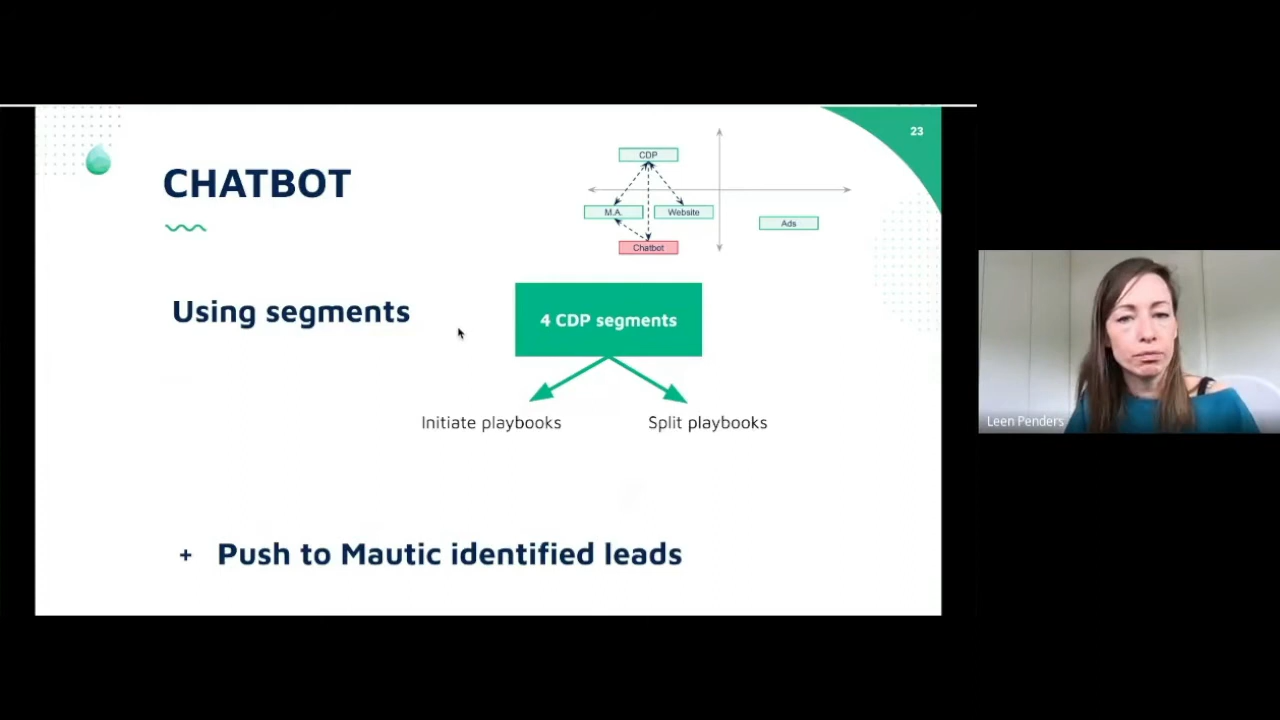 23
CHATBOT
CDP
M.A.
Website
Ads
Chatbot
Using segments
4 CDP segments
Initiate playbooks
Split playbooks
+ Push to Mautic identified leads
Leen Penders